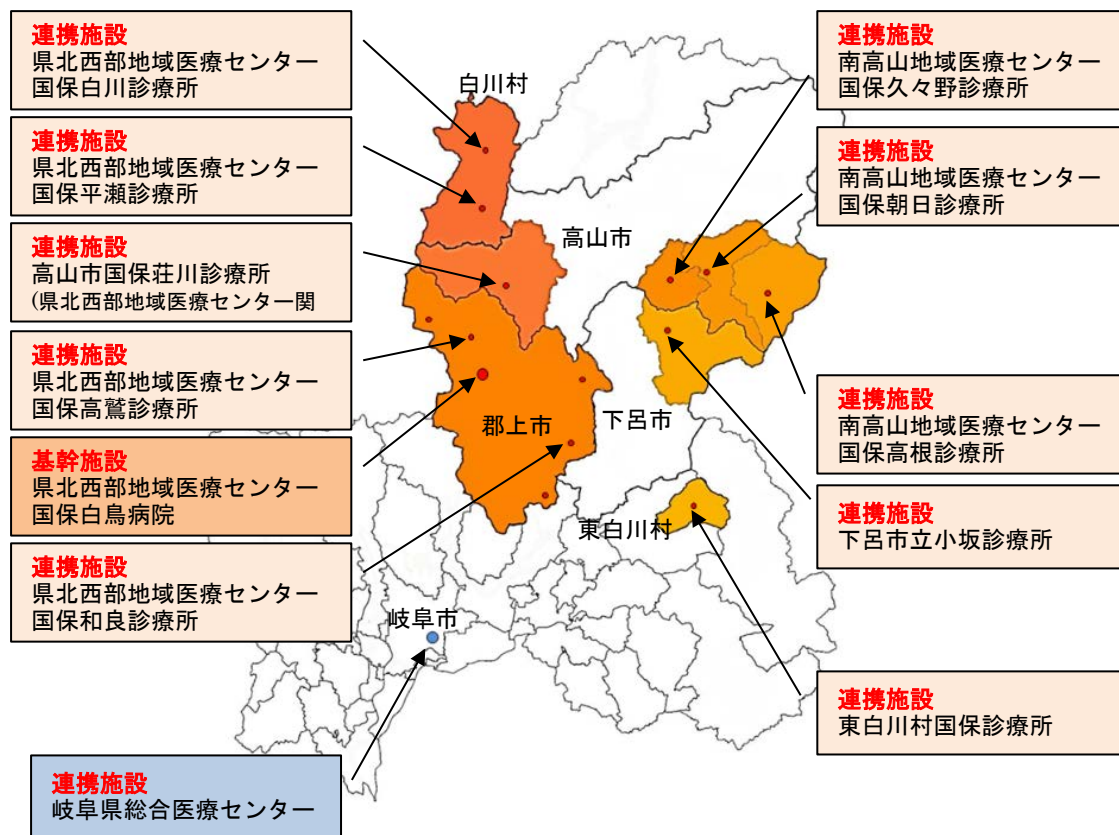 連携施設
県北西部地域医療センター
国保白川診療所
連携施設
県北西部地域医療センター
国保平瀬診療所
連携施設
高山市国保荘川診療所
(県北西部地域医療センター関
連携施設
県北西部地域医療センター
国保高鷲診療所
基幹施設
県北西部地域医療センター
国保白鳥病院
連携施設
県北西部地域医療センター
国保和良診療所
連携施設
岐阜県総合医療センター
白川村
高山市
郡上市
下呂市
東白川村
岐阜市
連携施設
南高山地域医療センター
国保久々野診療所
連携施設
南高山地域医療センター
国保朝日診療所
連携施設
南高山地域医療センター
国保高根診療所
連携施設
下呂市立小坂診療所
連携施設
東白川村国保診療所